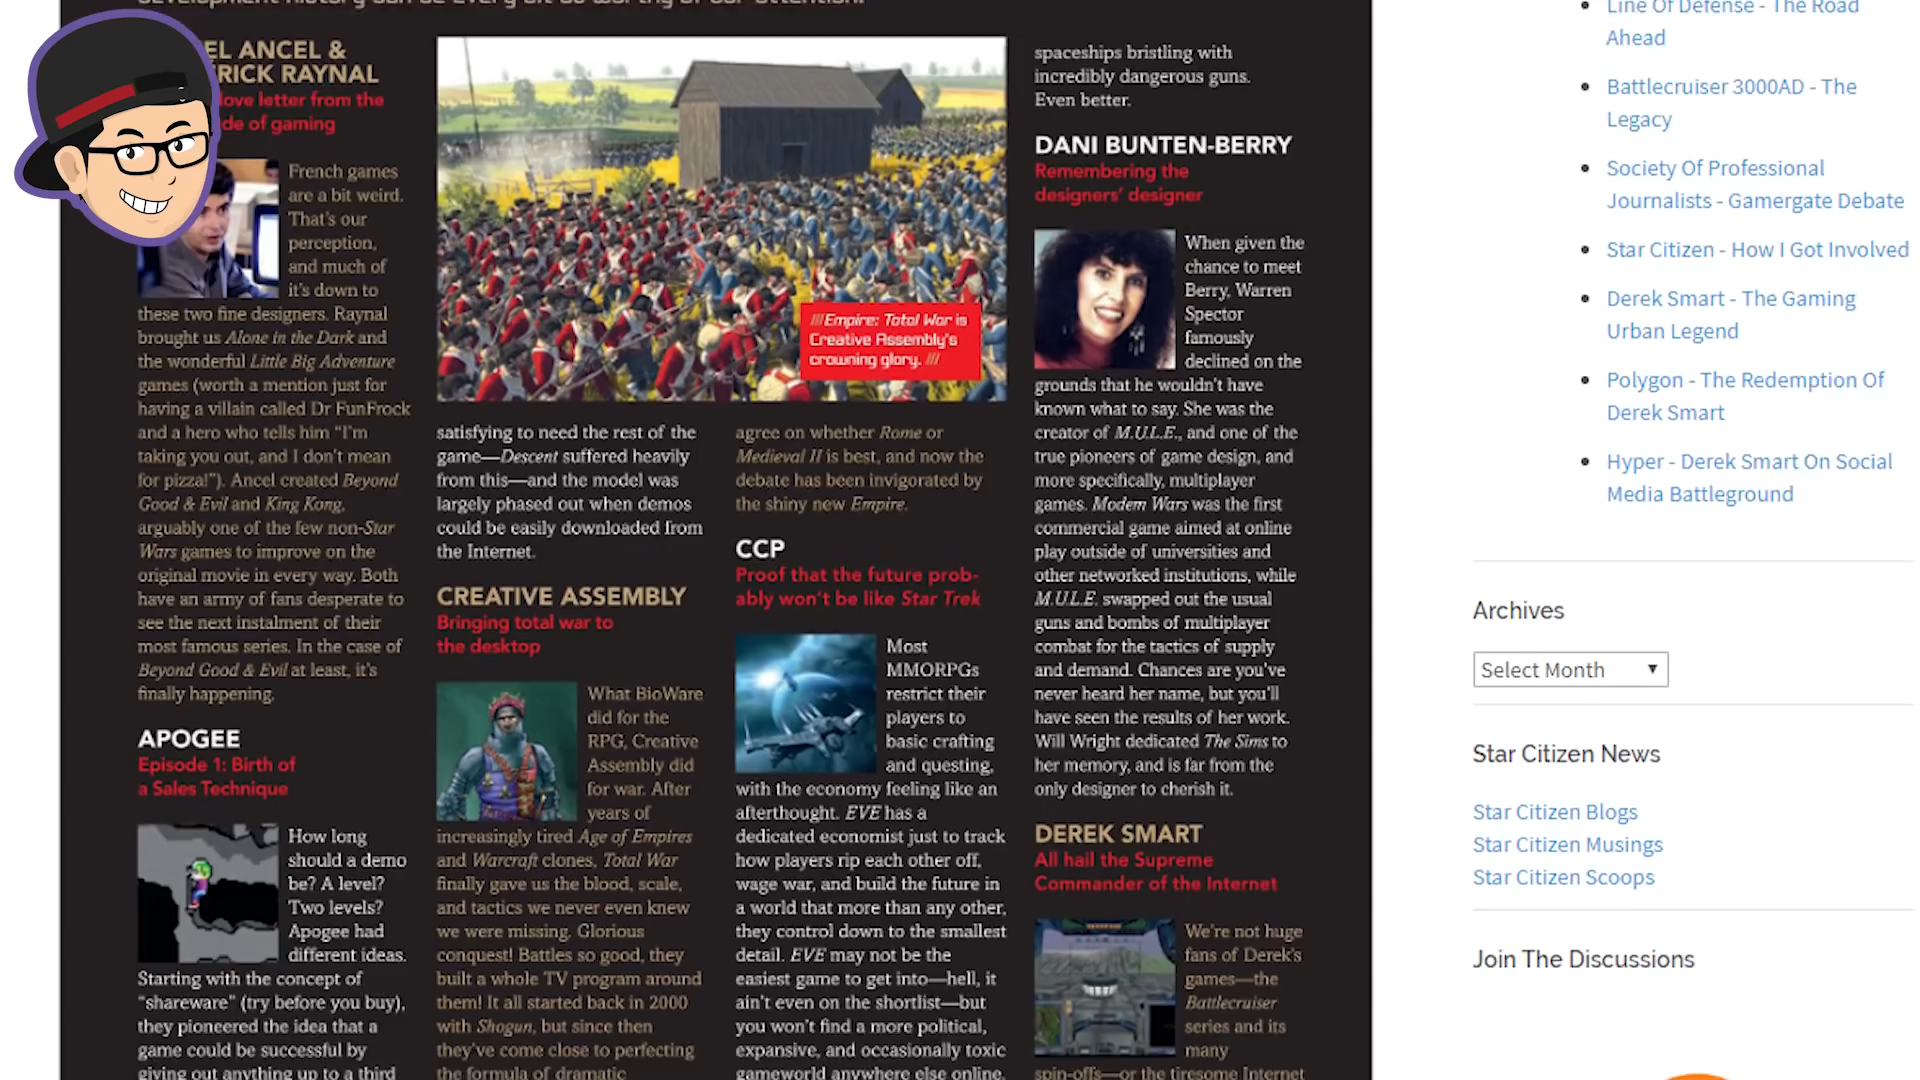 EL ANCEL &
RICK RAYNAL
love letter from the
de of gaming
French games
are a bit weird.
That's our
perception,
and much of
it's down to
these two fine designers. Raynal
brought us Alone in the Dark and
the wonderful Little Big Adventure
games (worth a mention just for
having a villain called Dr FunFrock
and a hero who tells him "I'm
taking you out, and I don't mean
for pizza!"). Ancel created Beyond
Good & Evil and King Kong,
arguably one of the few non-Star
Wars games to improve on the
original movie in every way. Both
have an army of fans desperate to
see the next instalment of their
most famous series. In the case of
Beyond Good & Evil at least, it's
finally happening.
APOGEE
Episode 1: Birth of
a Sales Technique
How long
should a demo
be? A level?
Two levels?
Apogee had
different ideas.
Starting with the concept of
"shareware" (try before you buy),
they pioneered the idea that a
game could be successful by
giving out anything up to a third
///Empire: Total War is
Creative Assembly's
crowning glory. ///
satisfying to need the rest of the
game—Descent suffered heavily
from this—and the model was
largely phased out when demos
could be easily downloaded from
the Internet.
CREATIVE ASSEMBLY
Bringing total war to
the desktop
What BioWare
did for the
RPG, Creative
Assembly did
for war. After
years of
increasingly tired Age of Empires
and Warcraft clones, Total War
finally gave us the blood, scale,
and tactics we never even knew
we were missing. Glorious
conquest! Battles so good, they
built a whole TV program around
them! It all started back in 2000
with Shogun, but since then
they've come close to perfecting
the formula of dramatic
agree on whether Rome or
Medieval II is best, and now the
debate has been invigorated by
the shiny new Empire.
CCP
Proof that the future prob-
ably won't be like Star Trek
Most
MMORPGs
restrict their
players to
basic crafting
and questing,
with the economy feeling like an
afterthought. EVE has a
dedicated economist just to track
how players rip each other off,
wage war, and build the future in
a world that more than any other,
they control down to the smallest
detail. EVE may not be the
easiest game to get into—hell, it
ain't even on the shortlist—but
you won't find a more political,
expansive, and occasionally toxic
gameworld anywhere else online.
spaceships bristling with
incredibly dangerous guns.
Even better.
DANI BUNTEN-BERRY
Remembering the
designers' designer
When given the
chance to meet
Berry, Warren
Spector
famously
declined on the
grounds that he wouldn't have
known what to say. She was the
creator of M.U.L.E., and one of the
true pioneers of game design, and
more specifically, multiplayer
games. Modem Wars was the first
commercial game aimed at online
play outside of universities and
other networked institutions, while
M.U.L.E. swapped out the usual
guns and bombs of multiplayer
combat for the tactics of supply
and demand. Chances are you've
never heard her name, but you'll
have seen the results of her work.
Will Wright dedicated The Sims to
her memory, and is far from the
only designer to cherish it.
DEREK SMART
All hail the Supreme
Commander of the Internet
We're not huge
fans of Derek's
games—the
Battlecruiser
series and its
many
spin-offs—or the tiresome Internet
Line Of Defense - The Road
Ahead
Battlecruiser 3000AD - The
Legacy
Society Of Professional
Journalists - Gamergate Debate
Star Citizen - How I Got Involved
Derek Smart - The Gaming
Urban Legend
Polygon - The Redemption Of
Derek Smart
Hyper - Derek Smart On Social
Media Battleground
Archives
Select Month
Star Citizen News
Star Citizen Blogs
Star Citizen Musings
Star Citizen Scoops
Join The Discussions